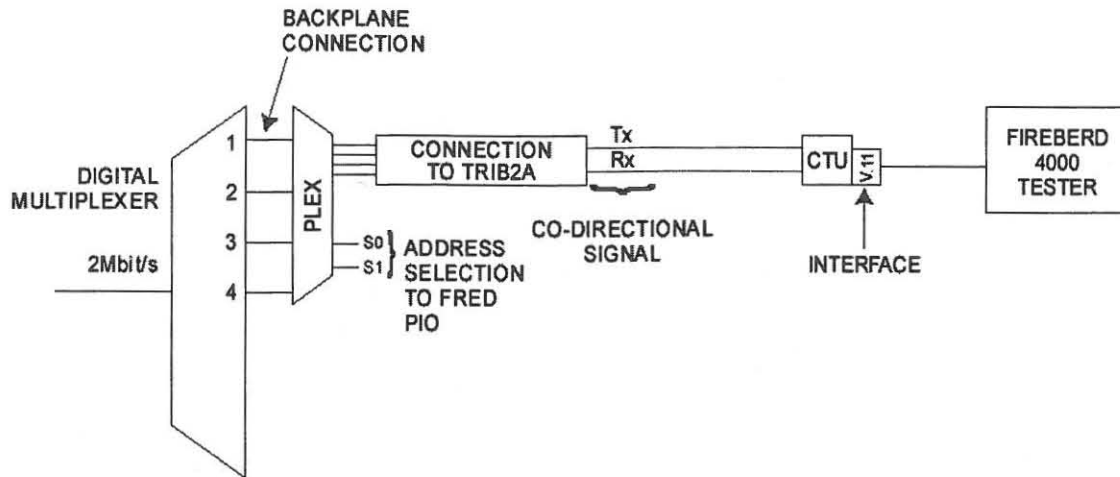 BACKPLANE
CONNECTION
DIGITAL
MULTIPLEXER
2Mbit/s
1
2
3
4
PLEX
CONNECTION
TO TRIB2A
S0
S1
ADDRESS
SELECTION
TO FRED
PIO
Tx
Rx
CO-DIRECTIONAL
SIGNAL
CTU
V.11
INTERFACE
FIREBERD
4000
TESTER